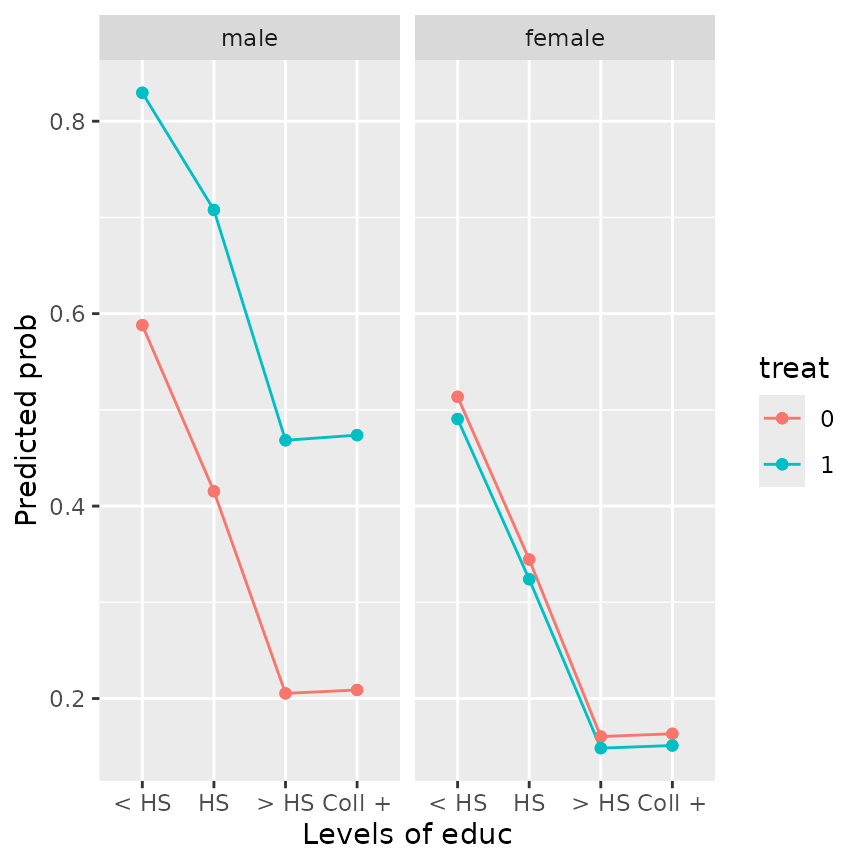 male
female
0.8
0.6
0.4
0.2
Predicted prob
< HS HS > HS Coll +
< HS HS > HS Coll +
Levels of educ
treat
0
1